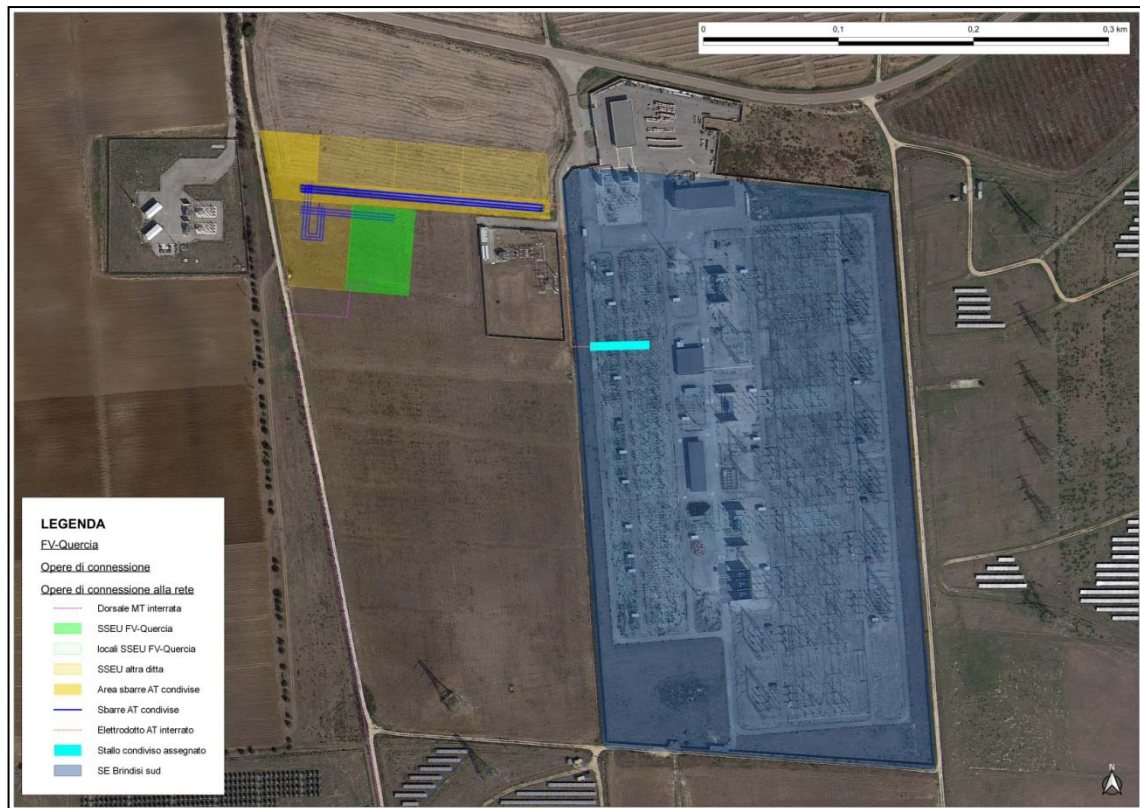 0
0,1
0,2
0,3 km
LEGENDA
FV-Quercia
Opere di connessione
Opere di connessione alla rete
Dorsale MT interrata
SSEU FV-Quercia
locali SSEU FV-Quercia
SSEU altra ditta
Area sbarre AT condivise
Sbarre AT condivise
Elettrodotto AT interrato
Stallo condiviso assegnato
SE Brindisi sud
N